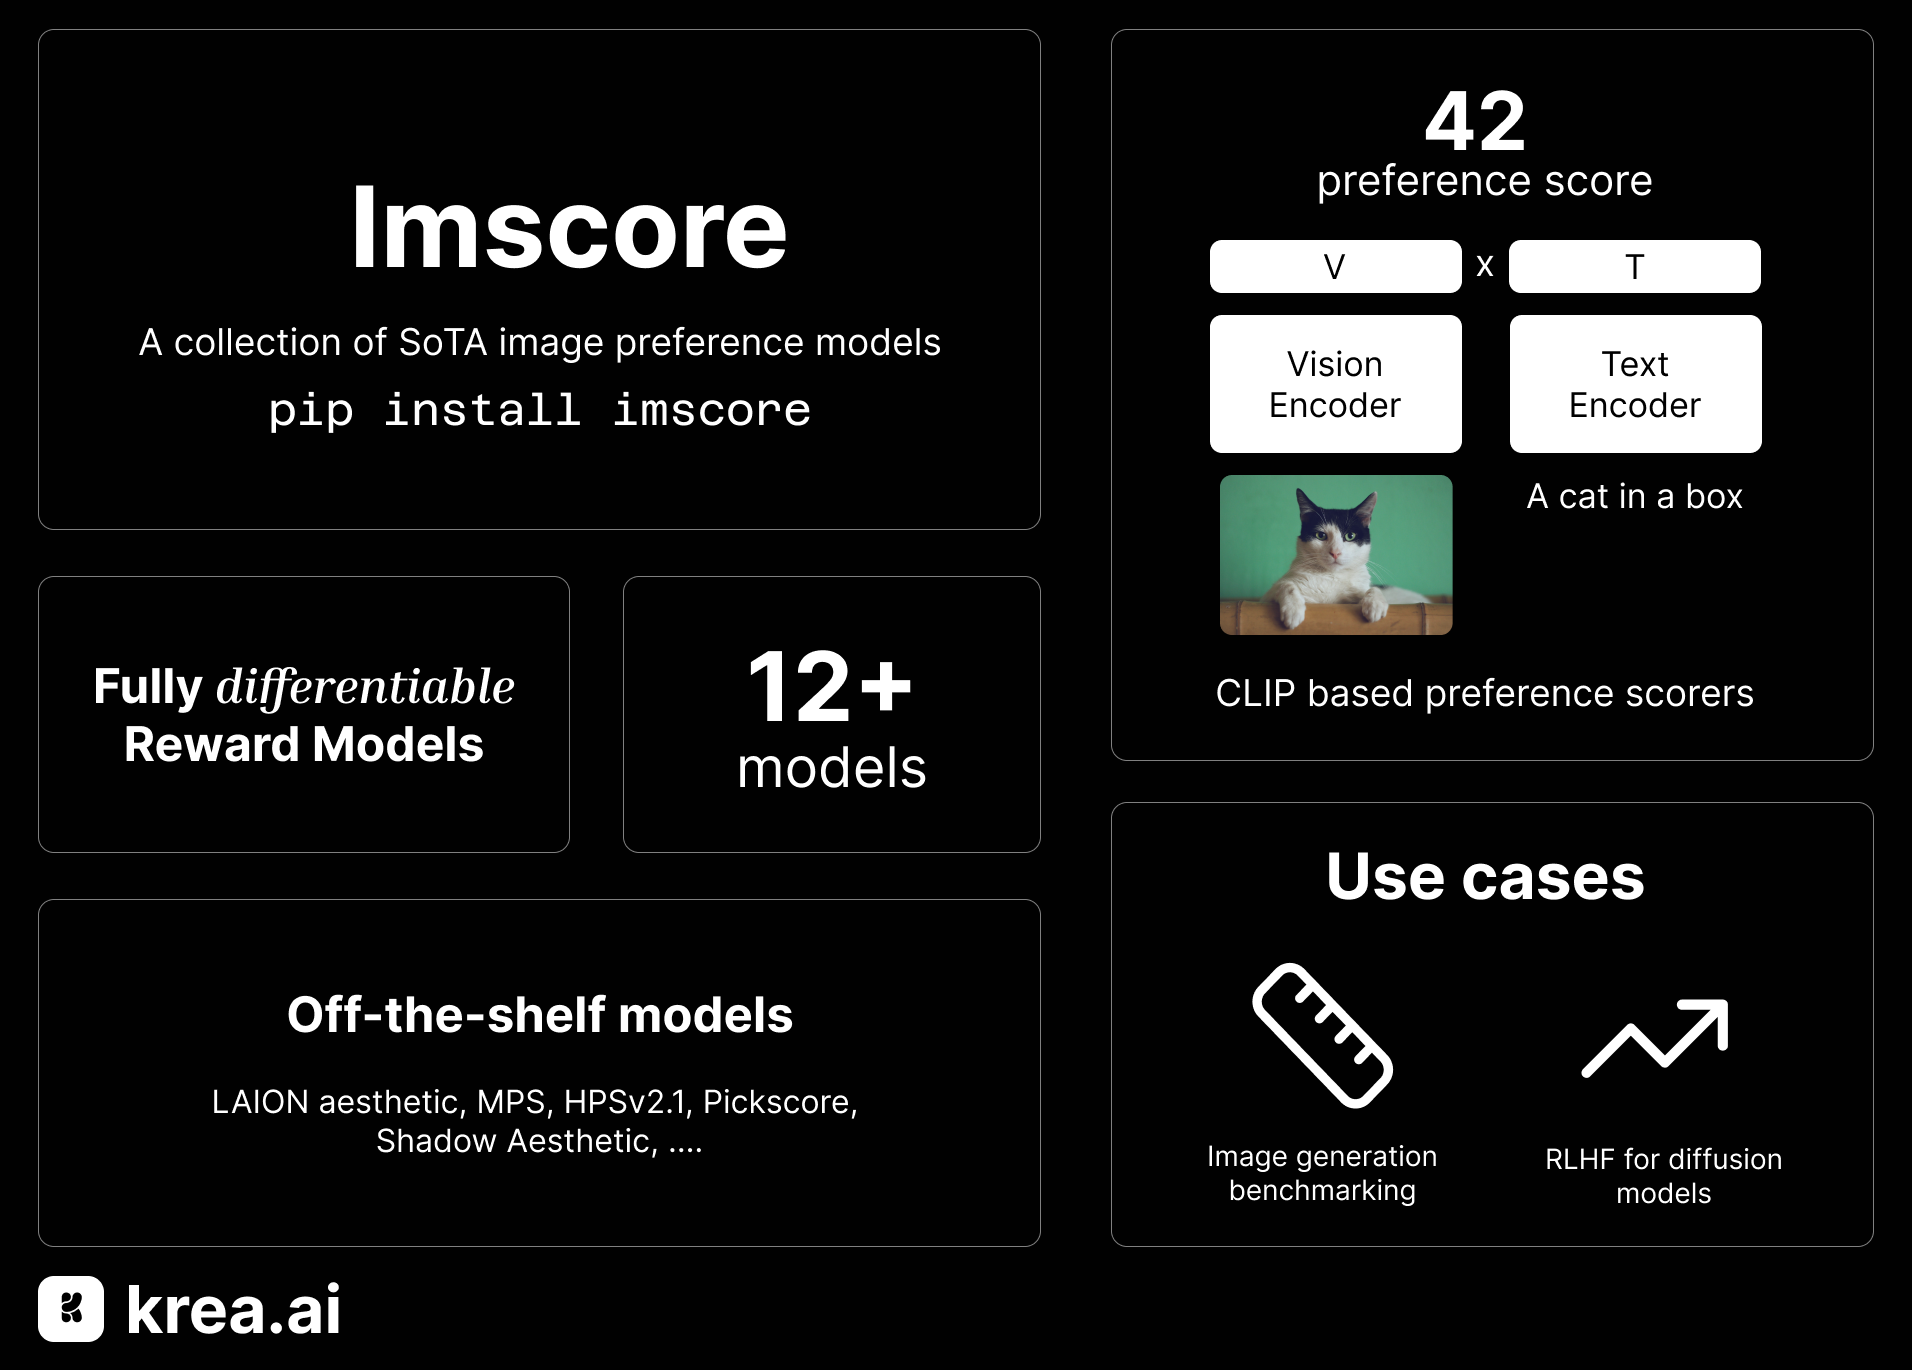 Imscore
A collection of SoTA image preference models
pip install imscore
Fully differentiable
Reward Models
12+
models
Off-the-shelf models
LAION aesthetic, MPS, HPSv2.1, Pickscore,
Shadow Aesthetic, ....
42
preference score
V x T
Vision
Encoder
Text
Encoder
A cat in a box
CLIP based preference scorers
Use cases
Image generation
benchmarking
RLHF for diffusion
models
krea.ai